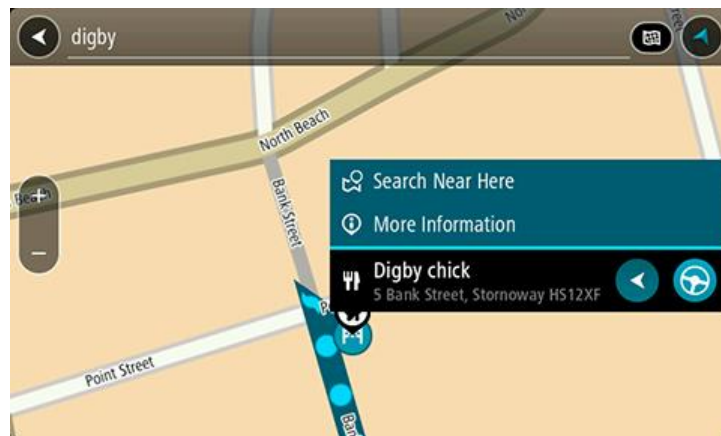 digby
North Beach
Bank Street
Search Near Here
More Information
Digby chick
5 Bank Street, Stornoway HS12XF
Point Street